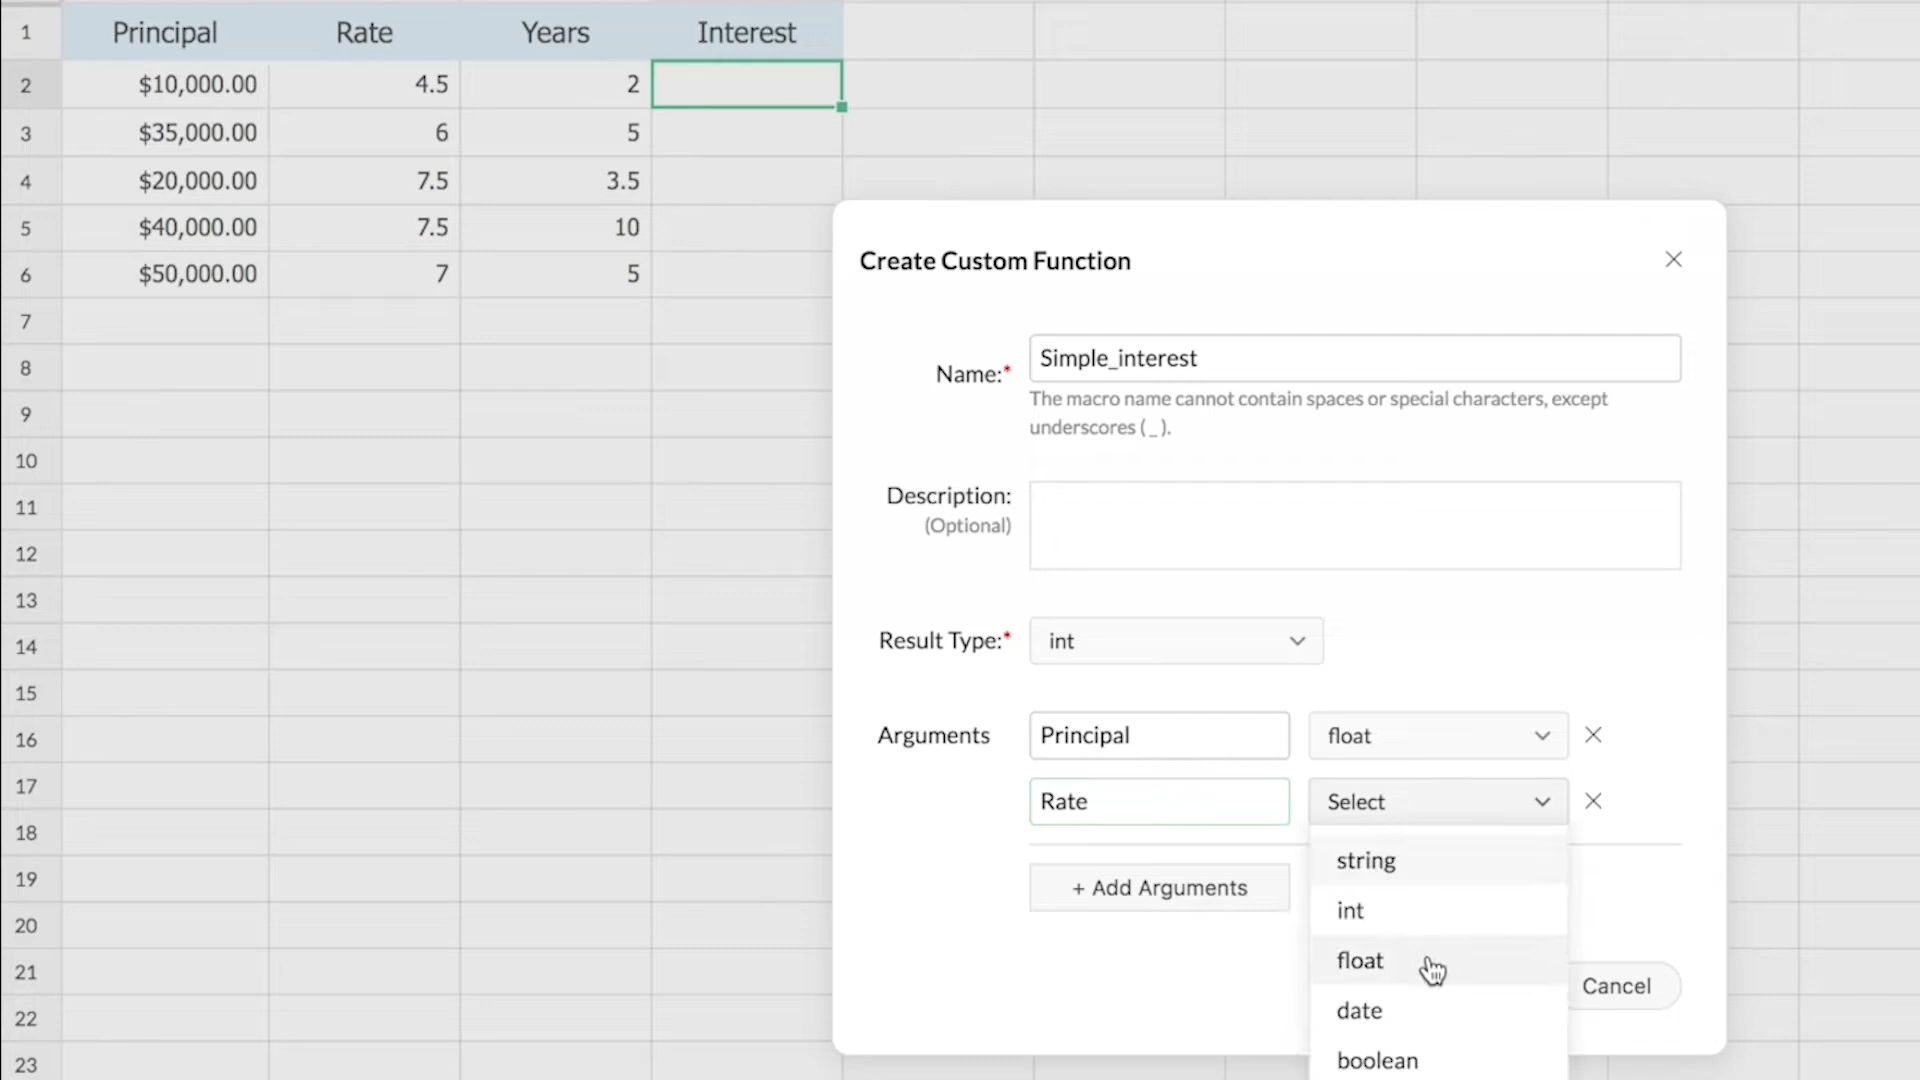 1 Principal Rate Years Interest
2 $10,000.00 4.5 2
3 $35,000.00 6 5
4 $20,000.00 7.5 3.5
5 $40,000.00 7.5 10
6 $50,000.00 7 5
7
8
9
10
11
12
13
14
15
16
17
18
19
20
21
22
23
Create Custom Function
Name:* Simple_interest
The macro name cannot contain spaces or special characters, except
underscores ( _ ).
Description:
(Optional)
Result Type:* int
Arguments Principal float
Rate Select
+ Add Arguments
string
int
float
date
boolean
Cancel